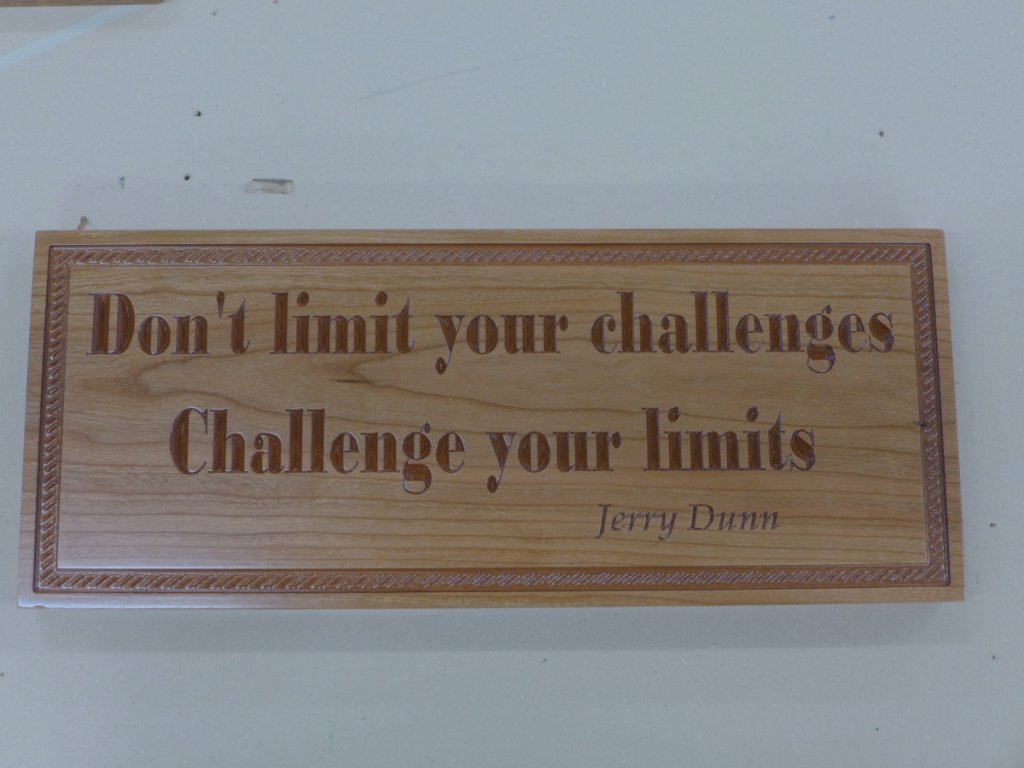 Don't limit your challenges
Challenge your limits
Jerry Dunn